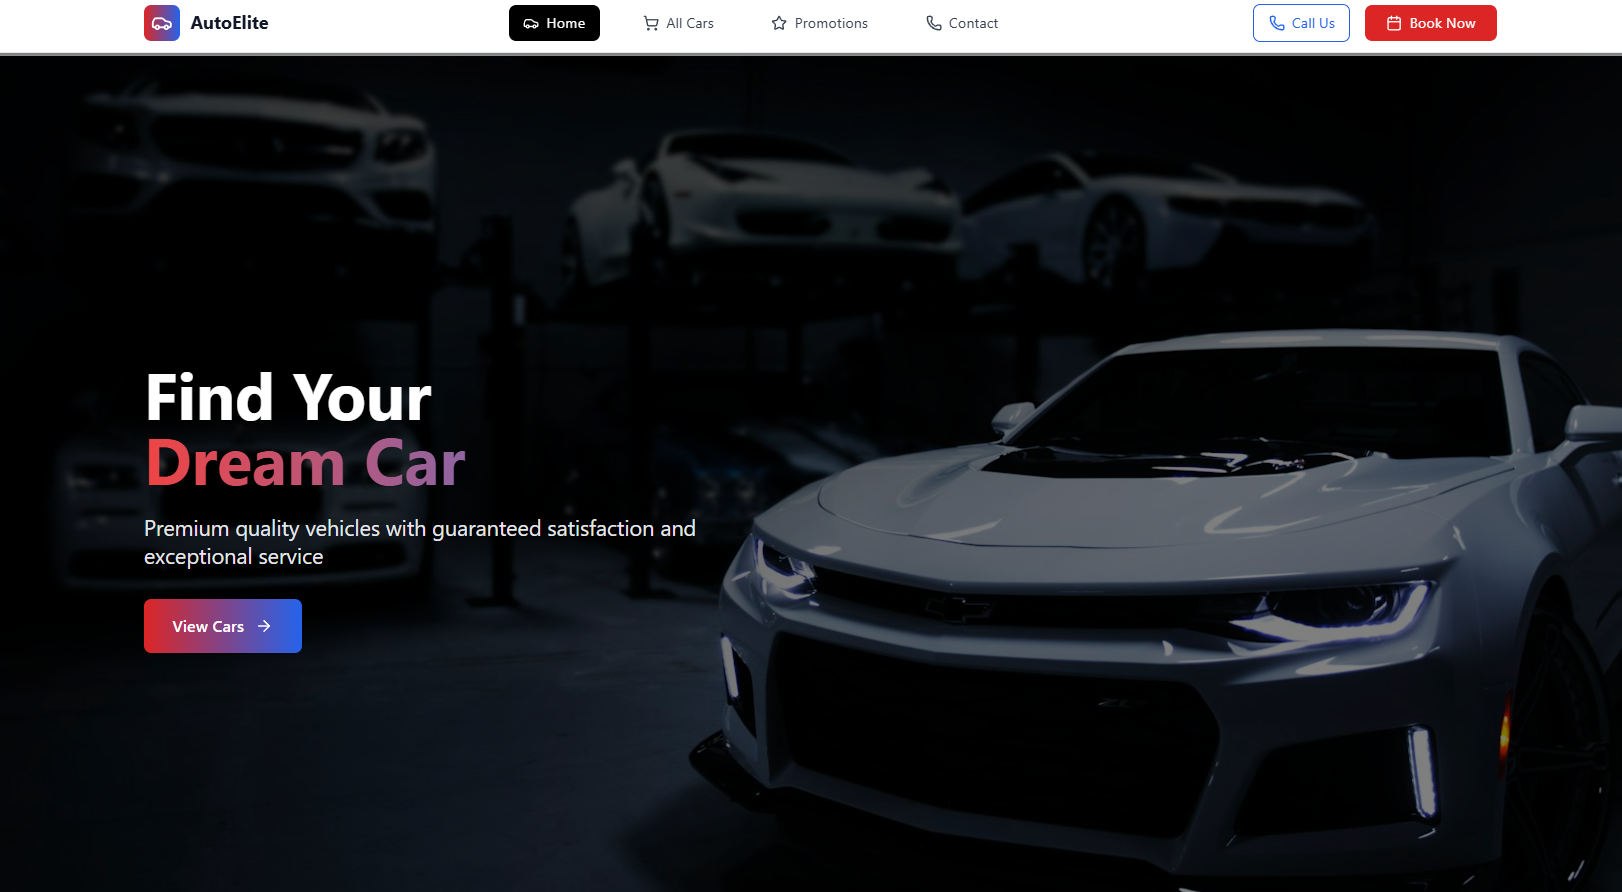 AutoElite
Home
All Cars
Promotions
Contact
Call Us
Book Now
Find Your
Dream Car
Premium quality vehicles with guaranteed satisfaction and
exceptional service
View Cars